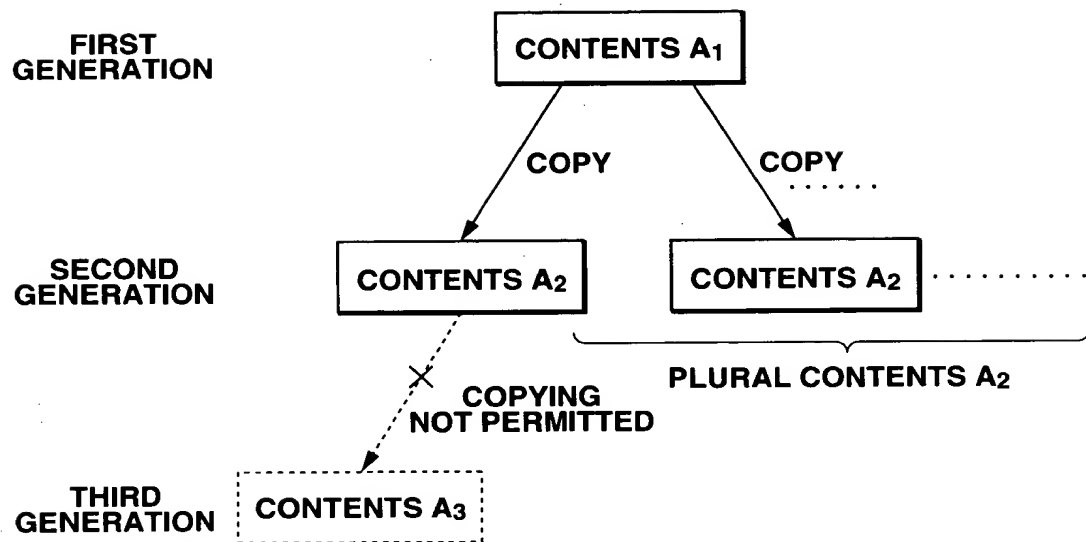 FIRST
GENERATION
CONTENTS A1
COPY
COPY
SECOND
GENERATION
CONTENTS A2
CONTENTS A2
PLURAL CONTENTS A2
COPYING
NOT PERMITTED
THIRD
GENERATION
CONTENTS A3